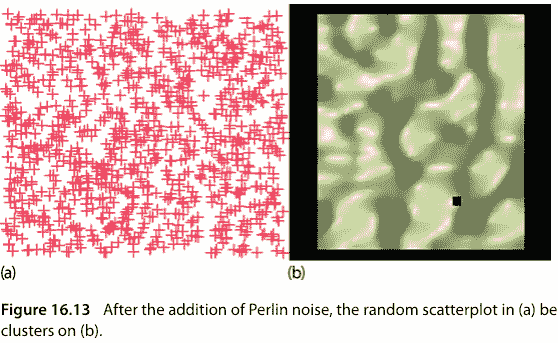 (a)
(b)
Figure 16.13 After the addition of Perlin noise, the random scatterplot in (a) be
clusters on (b).